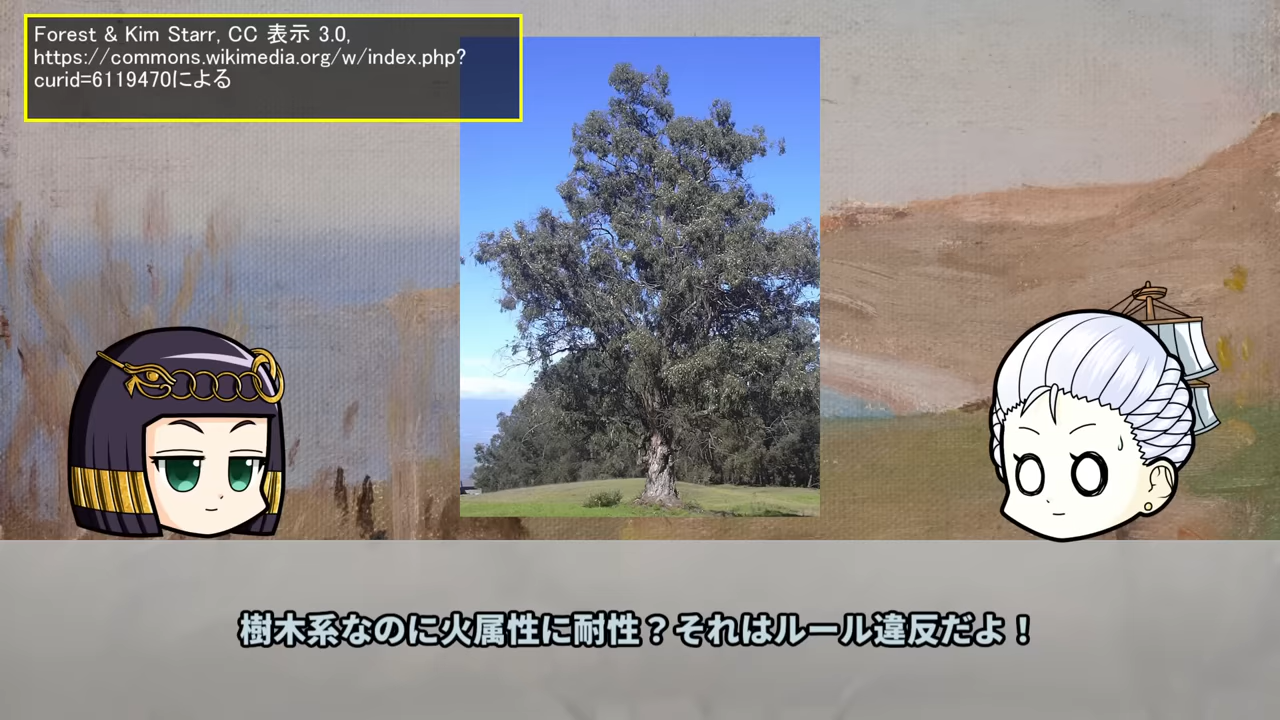 Forest & Kim Starr, CC 表示 3.0,
https://commons.wikimedia.org/w/index.php?
curid=6119470による
樹木系なのに火属性に耐性？それはルール違反だよ！